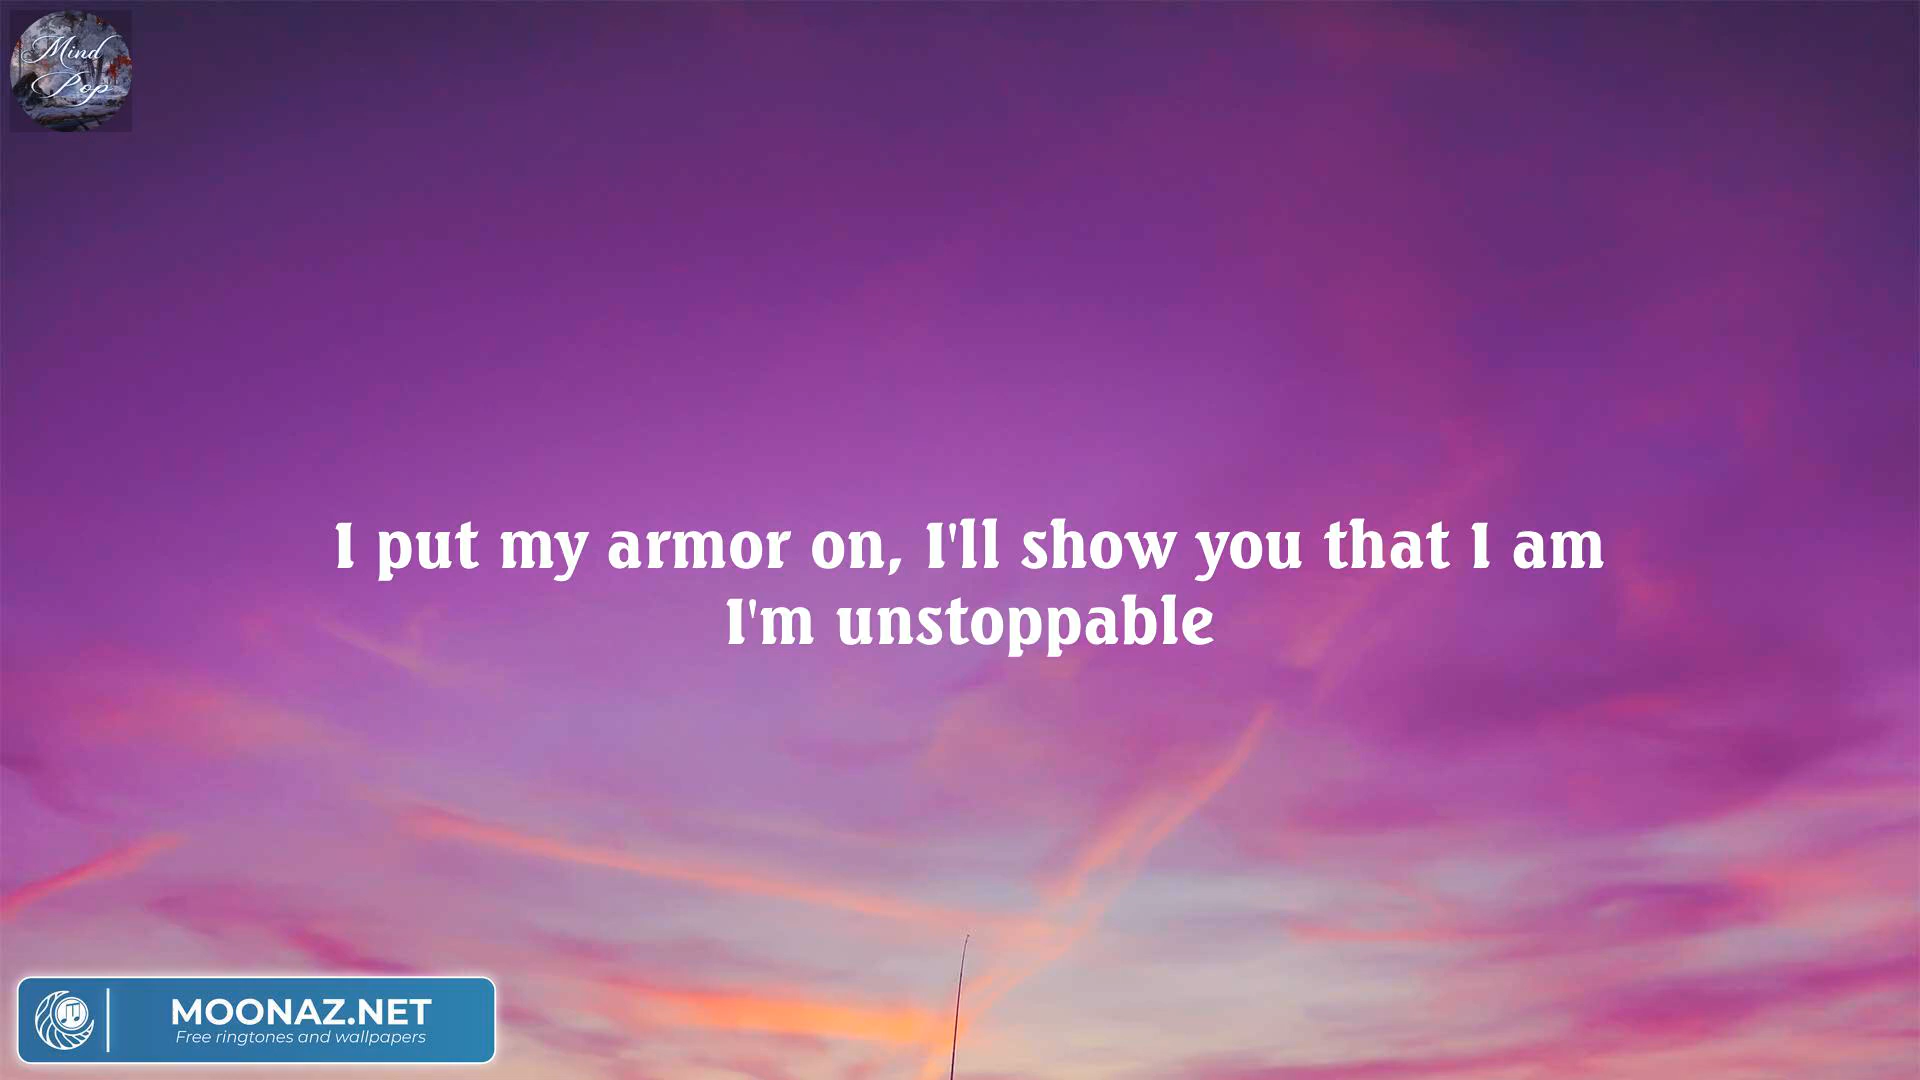 Mind
Pop
I put my armor on, I'll show you that I am
I'm unstoppable
MOONAZ.NET
Free ringtones and wallpapers